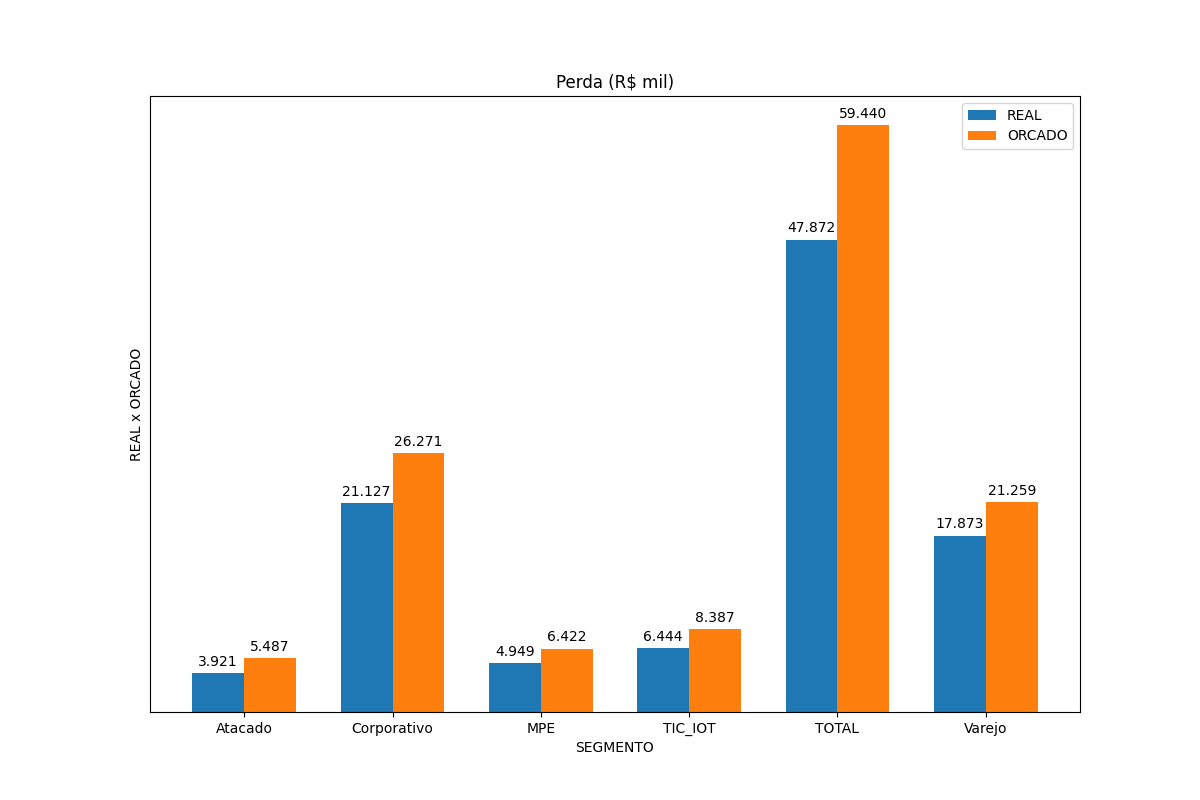 Perda (R$ mil)
REAL
ORCADO
59.440
47.872
26.271
21.127
21.259
17.873
8.387
6.444
6.422
4.949
5.487
3.921
REAL x ORCADO
Atacado
Corporativo
MPE
TIC_IOT
TOTAL
Varejo
SEGMENTO